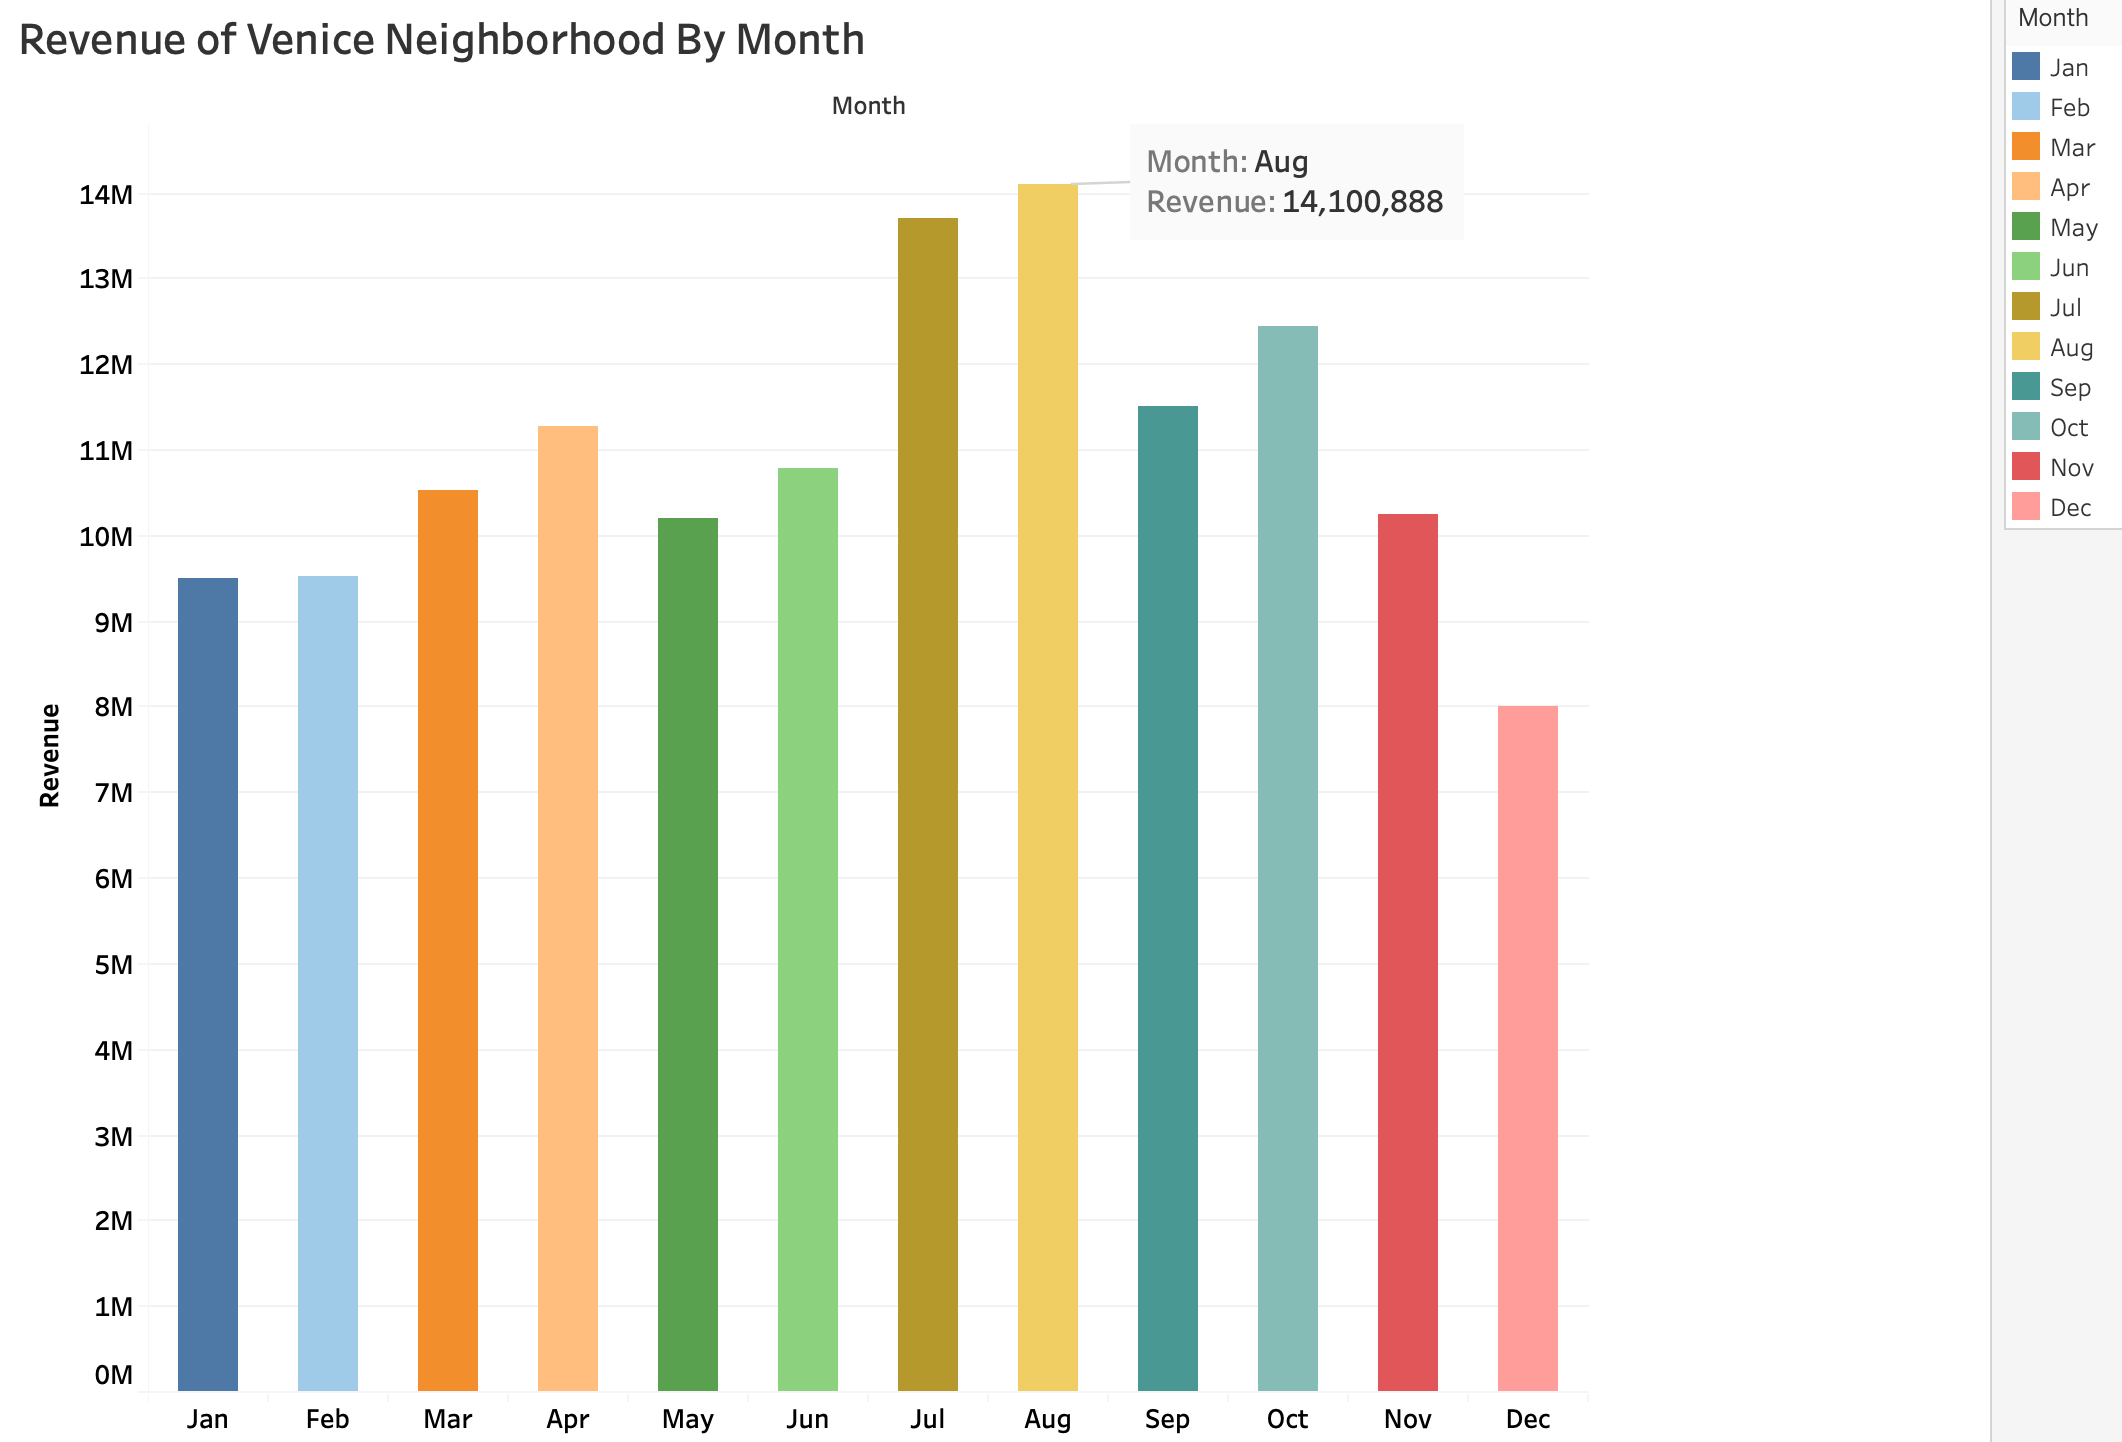 Revenue of Venice Neighborhood By Month
Month
Month: Aug
Revenue: 14,100,888
14M
13M
12M
11M
10M
9M
8M
7M
6M
5M
4M
3M
2M
1M
0M
Revenue
Jan Feb Mar Apr May Jun Jul Aug Sep Oct Nov Dec
Month
Jan
Feb
Mar
Apr
May
Jun
Jul
Aug
Sep
Oct
Nov
Dec